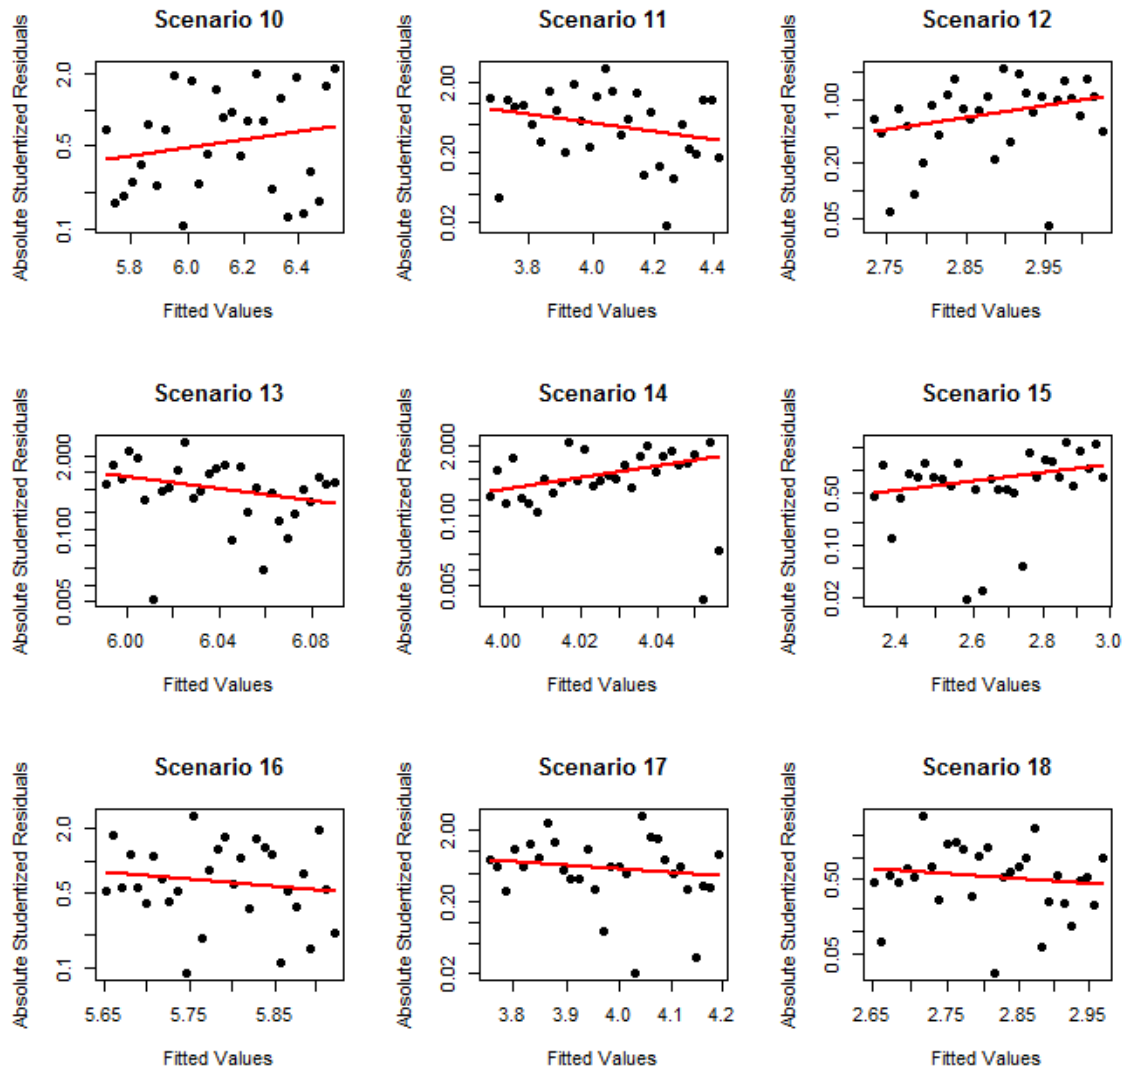 Scenario 10
Absolute Studentized Residuals
2.0
0.5
0.1
5.8 6.0 6.2 6.4
Fitted Values
Scenario 11
Absolute Studentized Residuals
2.00
0.20
0.02
3.8 4.0 4.2 4.4
Fitted Values
Scenario 12
Absolute Studentized Residuals
1.00
0.20
0.05
2.75 2.85 2.95
Fitted Values
Scenario 13
Absolute Studentized Residuals
2.000
0.100
0.005
6.00 6.04 6.08
Fitted Values
Scenario 14
Absolute Studentized Residuals
2.000
0.100
0.005
4.00 4.02 4.04
Fitted Values
Scenario 15
Absolute Studentized Residuals
0.50
0.10
0.02
2.4 2.6 2.8 3.0
Fitted Values
Scenario 16
Absolute Studentized Residuals
2.0
0.5
0.1
5.65 5.75 5.85
Fitted Values
Scenario 17
Absolute Studentized Residuals
2.00
0.20
0.02
3.8 3.9 4.0 4.1 4.2
Fitted Values
Scenario 18
Absolute Studentized Residuals
0.50
0.05
2.65 2.75 2.85 2.95
Fitted Values